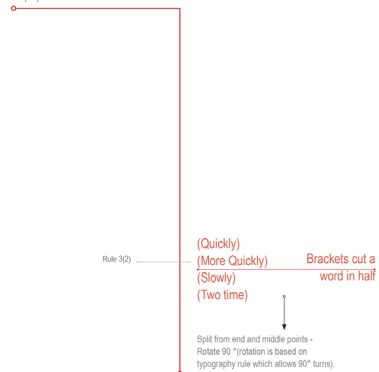 (Quickly)
Rule 3(2)
(More Quickly)
Brackets cut a
(Slowly)
word in half
(Two time)
Split from end and middle points -
Rotate 90 °(rotation is based on
typography rule which allows 90° turns).